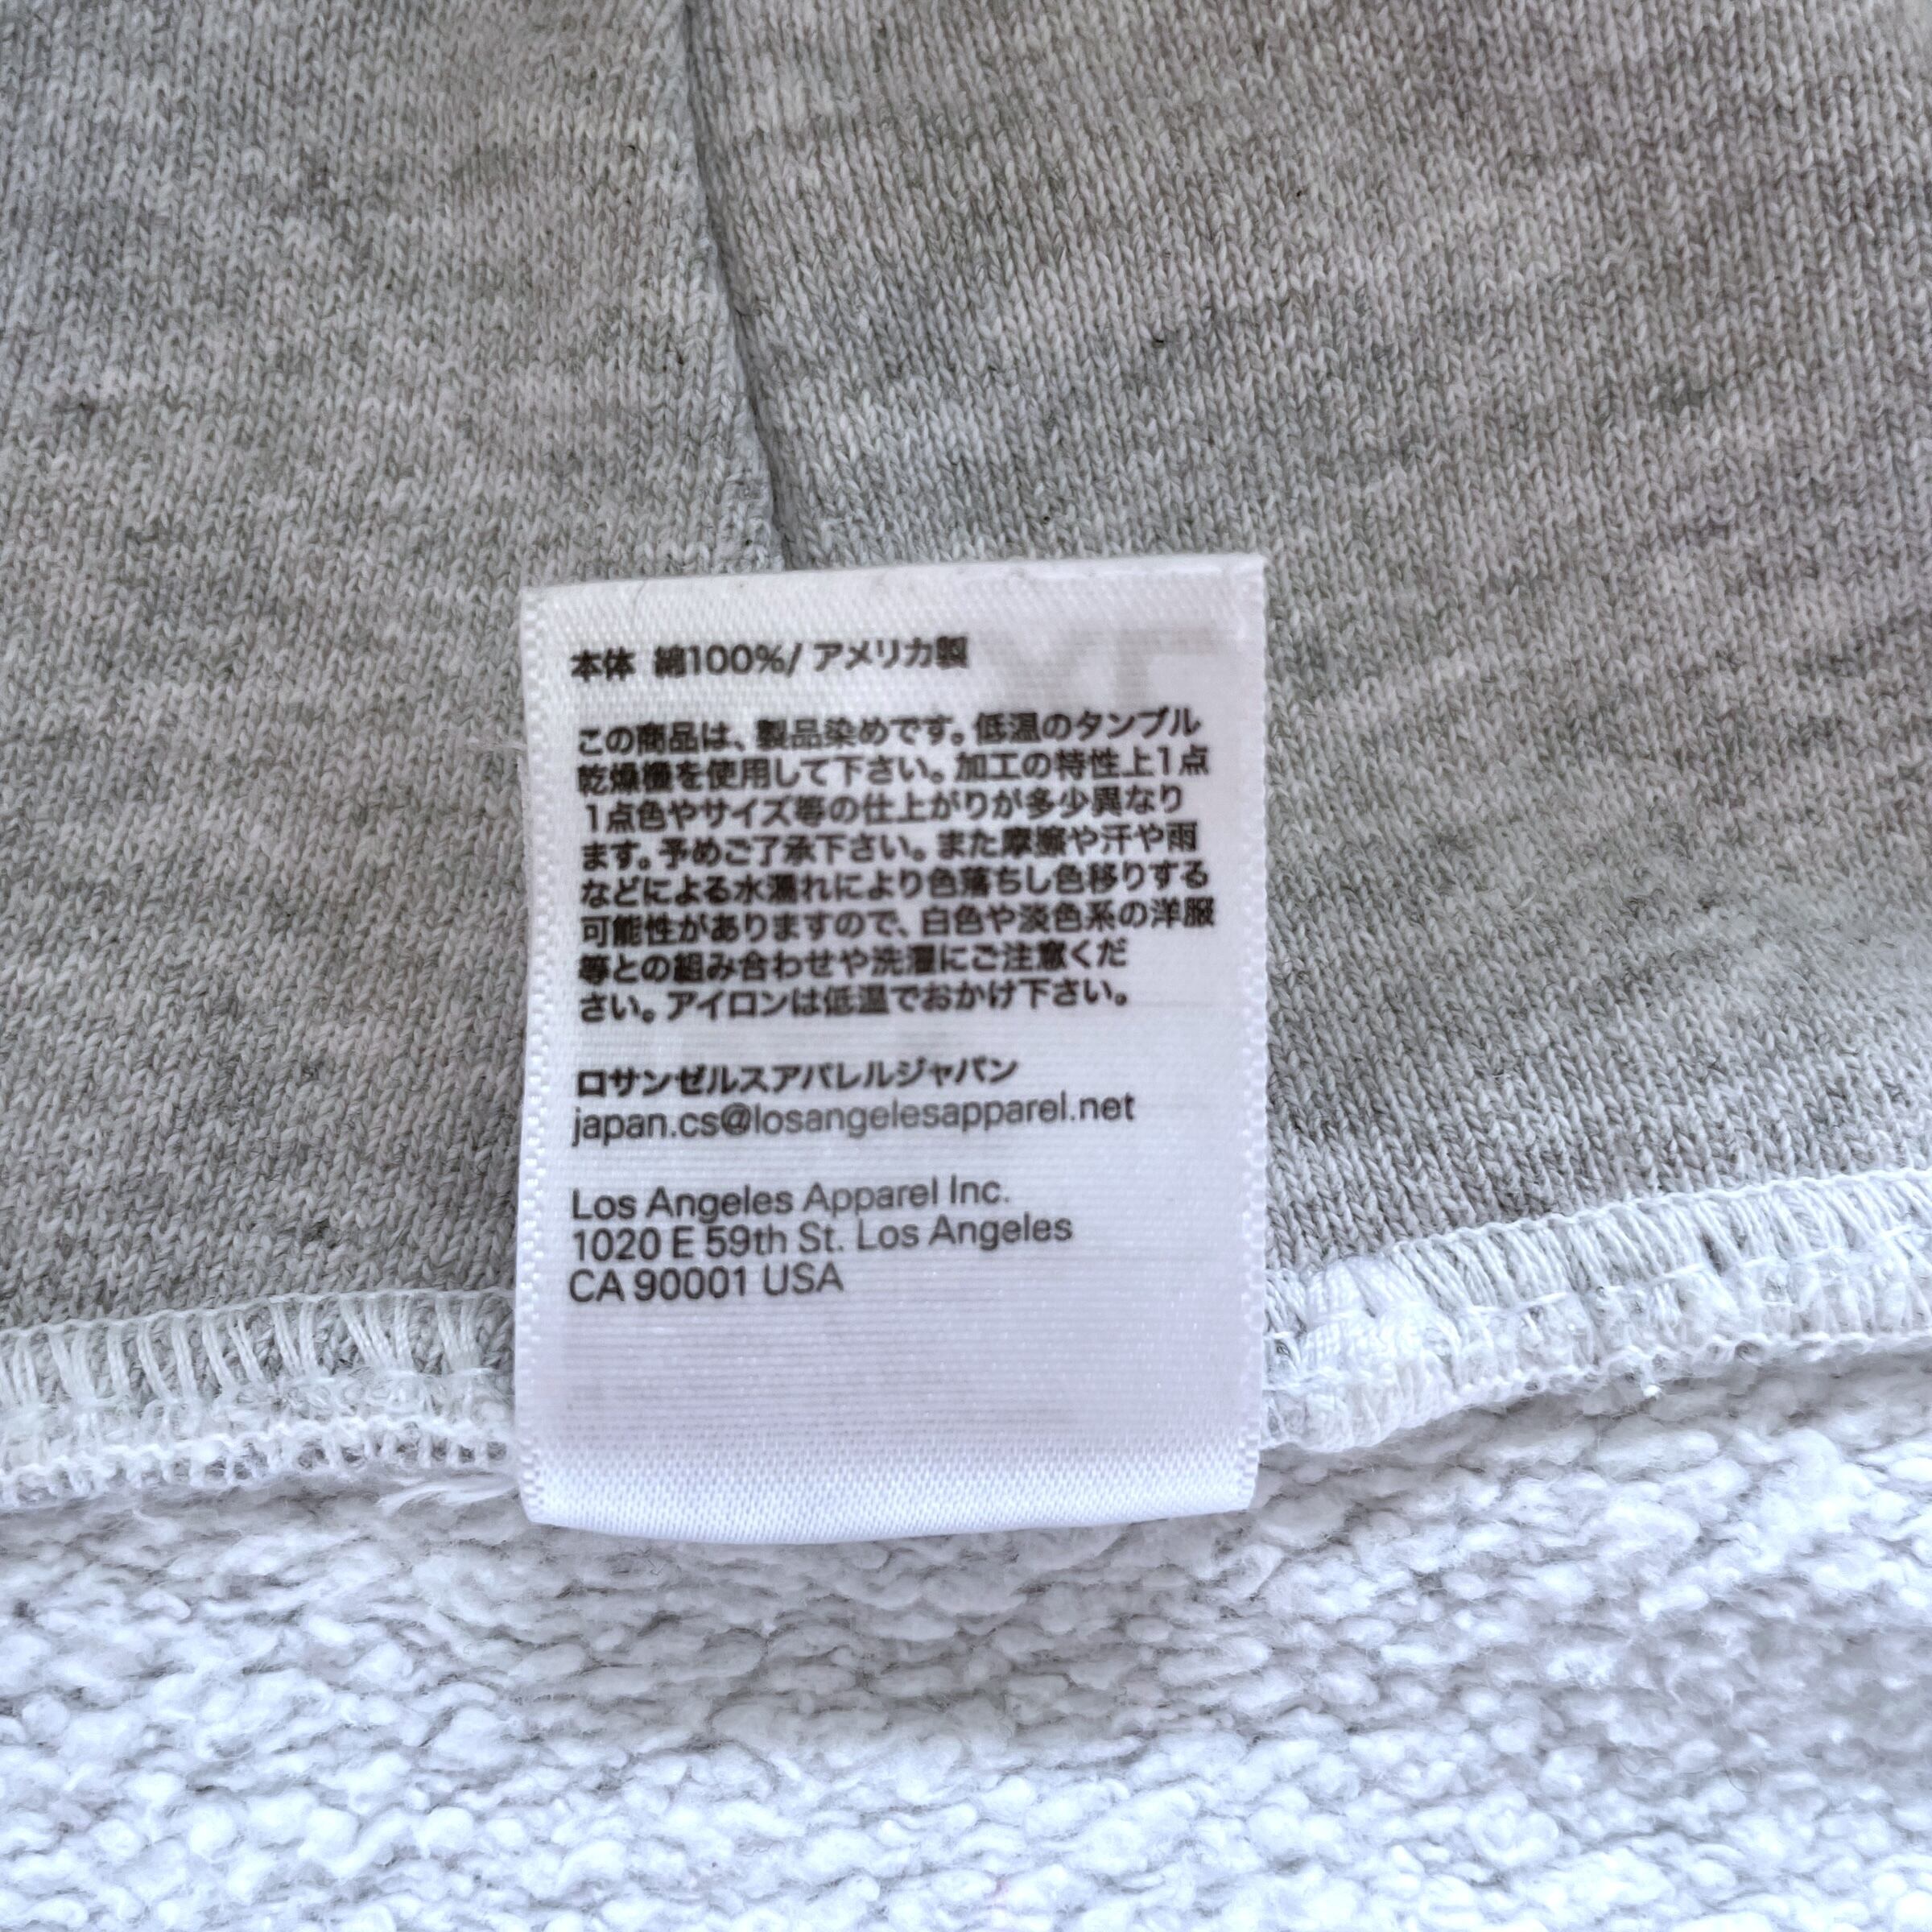 本体 綿100%/ アメリカ製
この商品は、製品染めです。低温のタンブル
乾燥機を使用して下さい。加工の特性上1点
1点色やサイズ等の仕上がりが多少異なり
ます。予めご了承下さい。また摩擦や汗や雨
などによる水濡れにより色落ちし色移りする
可能性がありますので、白色や淡色系の洋服
等との組み合わせや洗濯にご注意くだ
さい。アイロンは低温でおかけ下さい。
ロサンゼルスアパレルジャパン
japan.cs@losangelesapparel.net
Los Angeles Apparel Inc.
1020 E 59th St. Los Angeles
CA 90001 USA